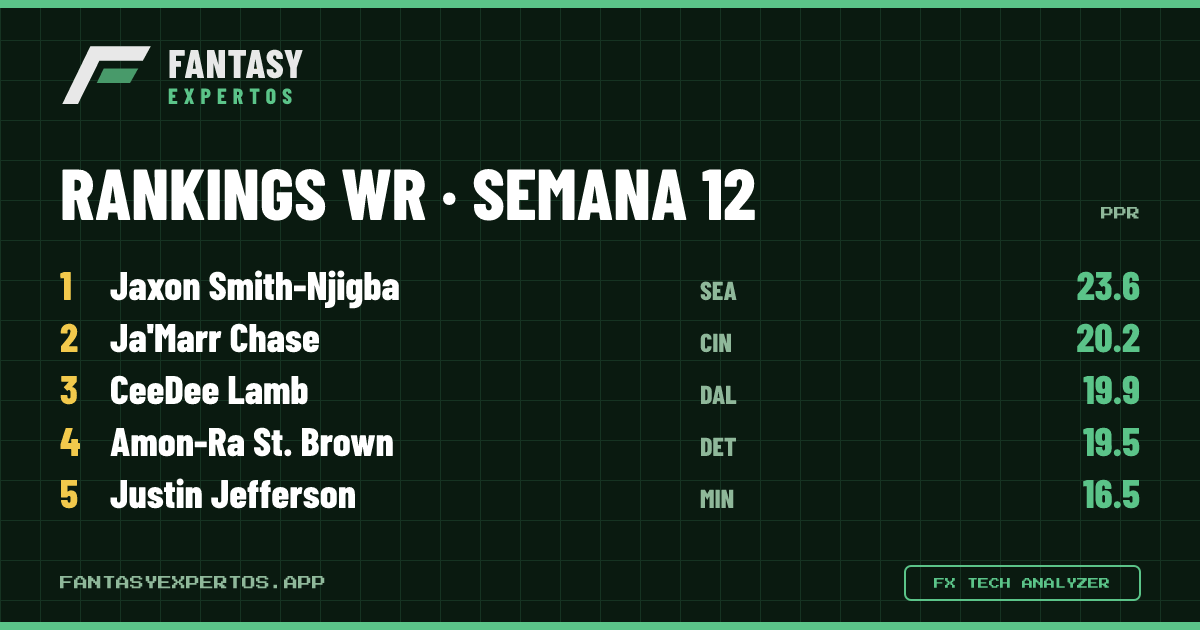 FANTASY
EXPERTOS
RANKINGS WR · SEMANA 12
PPR
1 Jaxon Smith-Njigba SEA 23.6
2 Ja'Marr Chase CIN 20.2
3 CeeDee Lamb DAL 19.9
4 Amon-Ra St. Brown DET 19.5
5 Justin Jefferson MIN 16.5
FANTASYEXPERTOS.APP
FX TECH ANALYZER